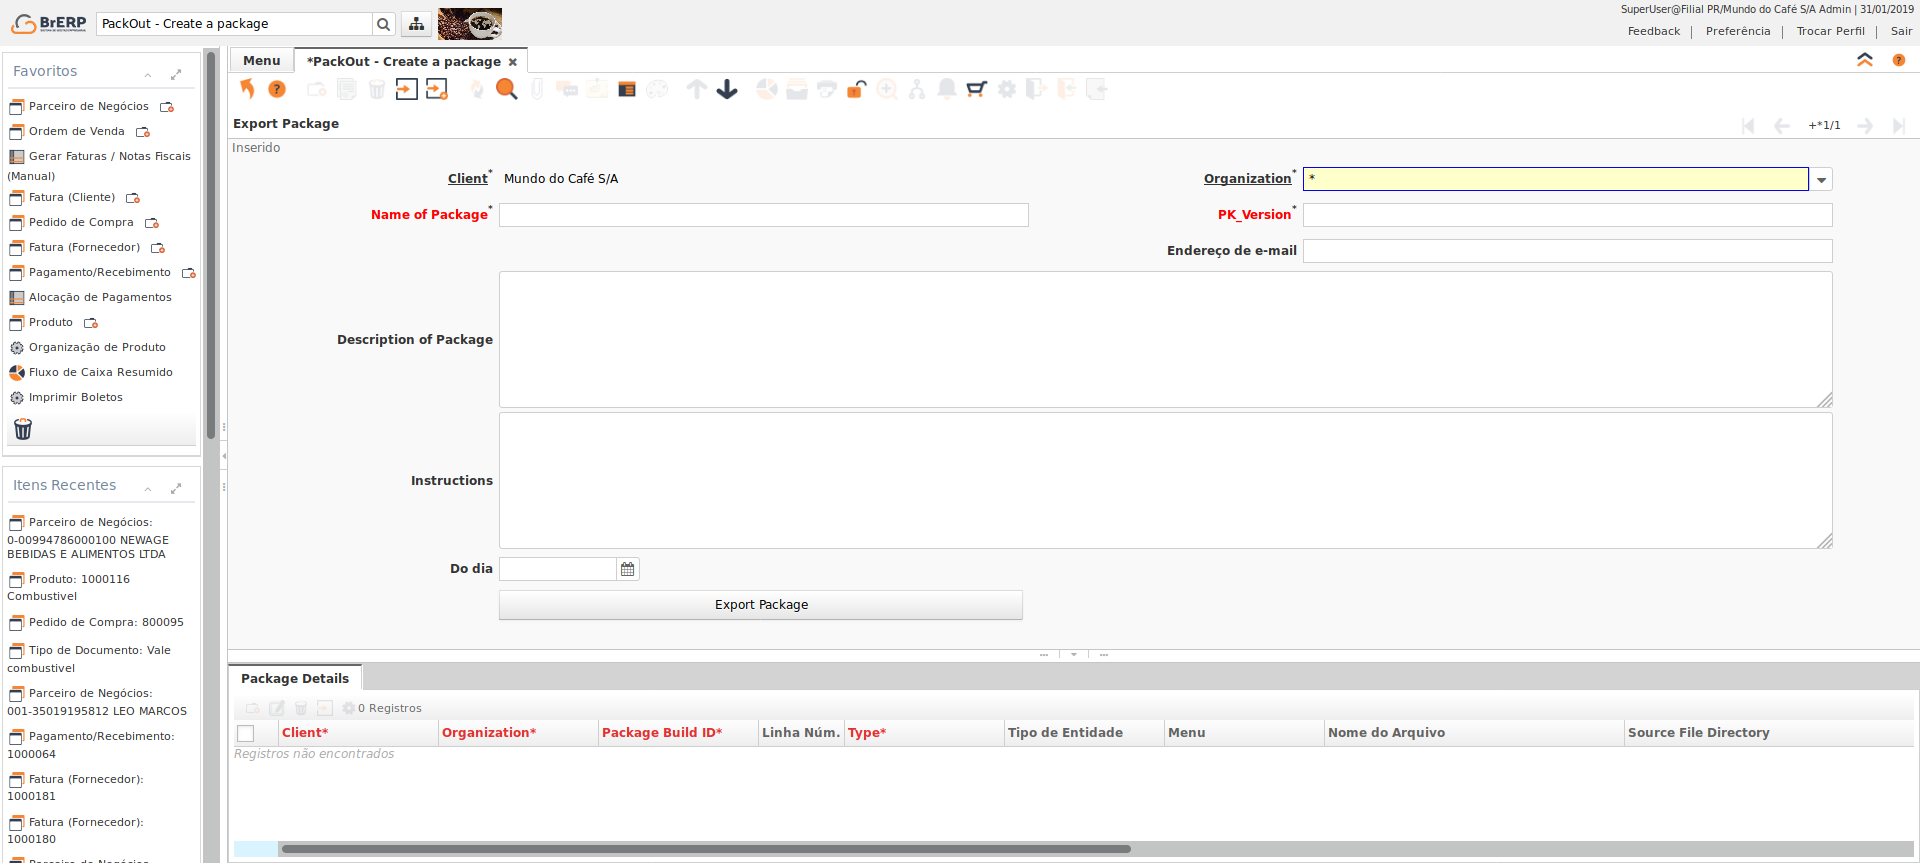 BrERP
PackOut - Create a package
SuperUser@Filial PR/Mundo do Café S/A Admin | 31/01/2019
Feedback | Preferência | Trocar Perfil | Sair
Favoritos
Parceiro de Negócios
Ordem de Venda
Gerar Faturas / Notas Fiscais
(Manual)
Fatura (Cliente)
Pedido de Compra
Fatura (Fornecedor)
Pagamento/Recebimento
Alocação de Pagamentos
Produto
Organização de Produto
Fluxo de Caixa Resumido
Imprimir Boletos
Itens Recentes
Parceiro de Negócios:
0-00994786000100 NEWAGE
BEBIDAS E ALIMENTOS LTDA
Produto: 1000116
Combustivel
Pedido de Compra: 800095
Tipo de Documento: Vale
combustivel
Parceiro de Negócios:
001-35019195812 LEO MARCOS
Pagamento/Recebimento:
1000064
Fatura (Fornecedor):
1000181
Fatura (Fornecedor):
1000180
Parceiro de Negócios
Menu
*PackOut - Create a package
Export Package
+*1/1
Inserido
Client* Mundo do Café S/A
Organization* *
Name of Package*
PK_Version*
Endereço de e-mail
Description of Package
Instructions
Do dia
Export Package
Package Details
0 Registros
Client* Organization* Package Build ID* Linha Núm. Type* Tipo de Entidade Menu Nome do Arquivo Source File Directory
Registros não encontrados